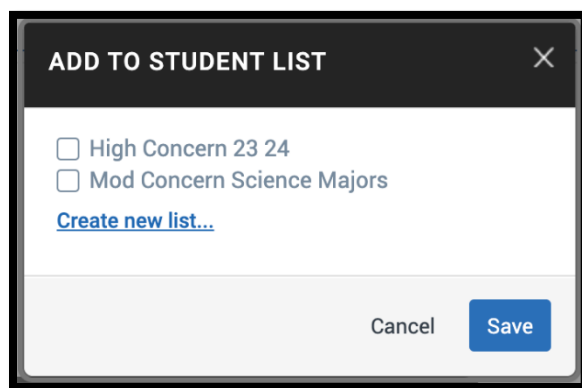 ADD TO STUDENT LIST
High Concern 23 24
Mod Concern Science Majors
Create new list...
Cancel Save